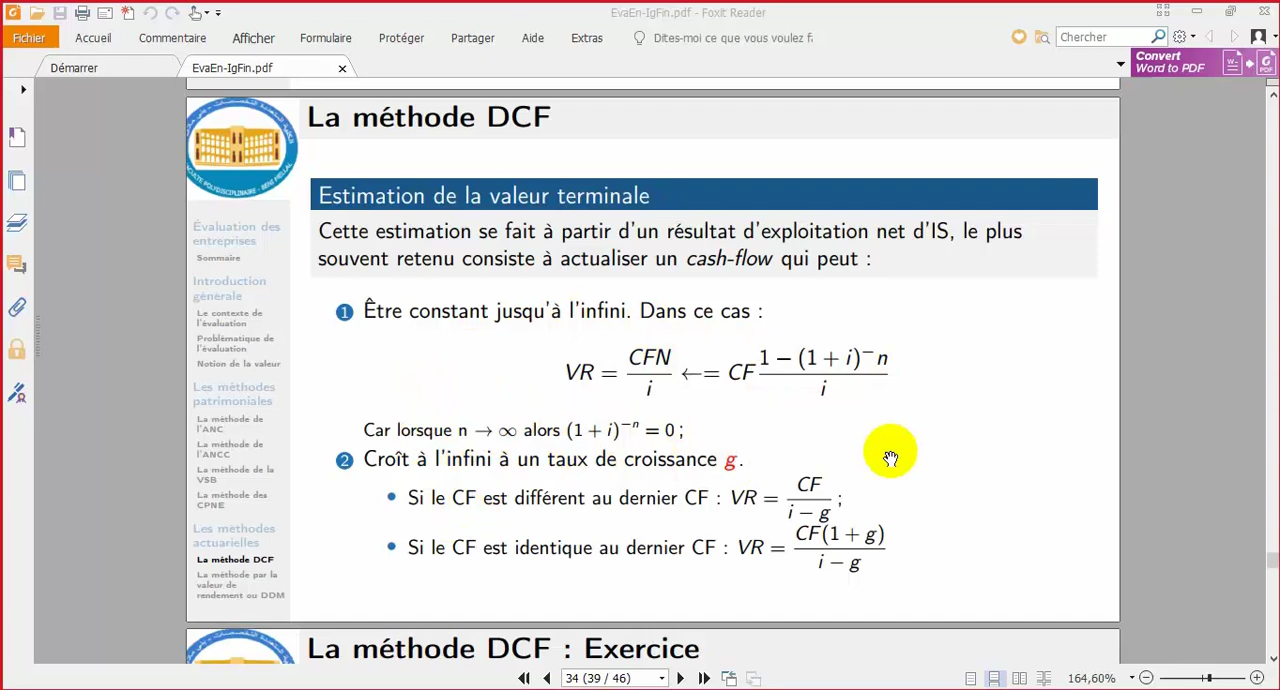 EvaEn-IgFin.pdf - Foxit Reader
Fichier Accueil Commentaire Afficher Formulaire Protéger Partager Aide Extras Dites-moi ce que vous voulez fa Chercher
Démarrer EvaEn-IgFin.pdf
Convert
Word to PDF
La méthode DCF
FACULTE POLYDISCIPLINAIRE - BENI MELLAL
Évaluation des
entreprises
Sommaire
Introduction
générale
Le contexte de
l'évaluation
Problématique de
l'évaluation
Notion de la valeur
Les méthodes
patrimoniales
La méthode de
l'ANC
La méthode de
l'ANCC
La méthode de la
VSB
La méthode des
CPNE
Les méthodes
actuarielles
La méthode DCF
La méthode par la
valeur de
rendement ou DDM
Estimation de la valeur terminale
Cette estimation se fait à partir d'un résultat d'exploitation net d'IS, le plus
souvent retenu consiste à actualiser un cash-flow qui peut :
1 Être constant jusqu'à l'infini. Dans ce cas :
VR = CFN / i ←= CF 1 − (1 + i)⁻n / i
Car lorsque n → ∞ alors (1 + i)⁻ⁿ = 0 ;
2 Croît à l'infini à un taux de croissance g.
• Si le CF est différent au dernier CF : VR = CF / i − g ;
• Si le CF est identique au dernier CF : VR = CF(1 + g) / i − g
La méthode DCF : Exercice
34 (39 / 46) 164,60%